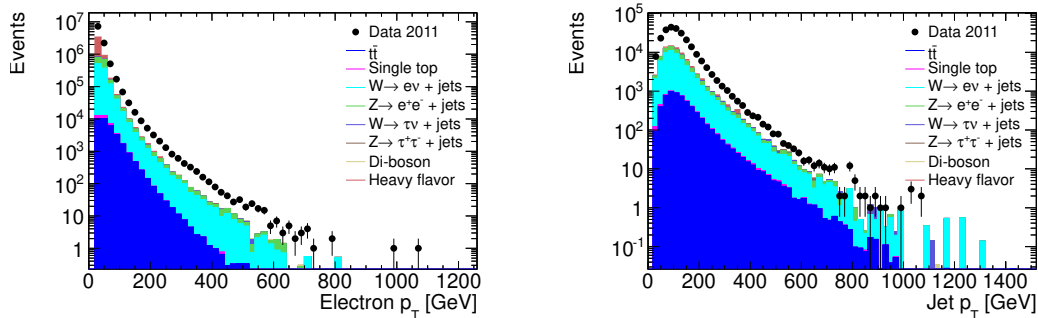 Events
10⁷
10⁶
10⁵
10⁴
10³
10²
10
1
0 200 400 600 800 1000 1200
Electron p_T [GeV]
Data 2011
tt̄
Single top
W→ eν + jets
Z→ e⁺e⁻ + jets
W→ τν + jets
Z→ τ⁺τ⁻ + jets
Di-boson
Heavy flavor
Events
10⁵
10⁴
10³
10²
10
1
10⁻¹
0 200 400 600 800 1000 1200 1400
Jet p_T [GeV]
Data 2011
tt̄
Single top
W→ eν + jets
Z→ e⁺e⁻ + jets
W→ τν + jets
Z→ τ⁺τ⁻ + jets
Di-boson
Heavy flavor